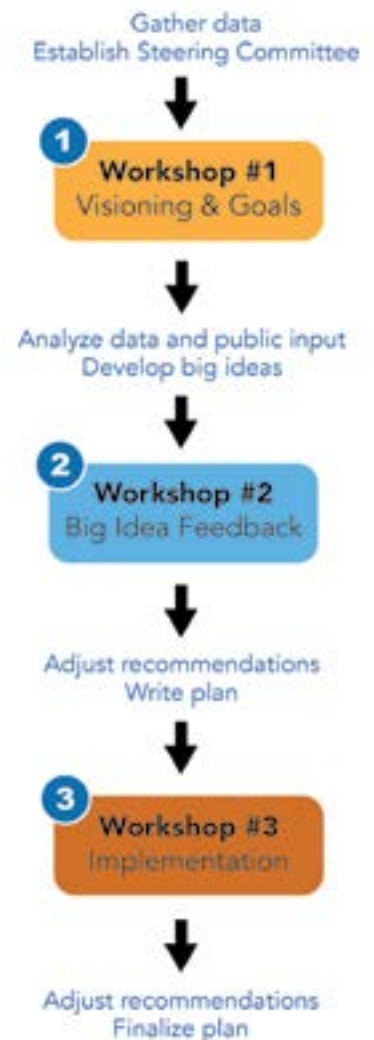 Gather data
Establish Steering Committee
1
Workshop #1
Visioning & Goals
Analyze data and public input
Develop big ideas
2
Workshop #2
Big Idea Feedback
Adjust recommendations
Write plan
3
Workshop #3
Implementation
Adjust recommendations
Finalize plan